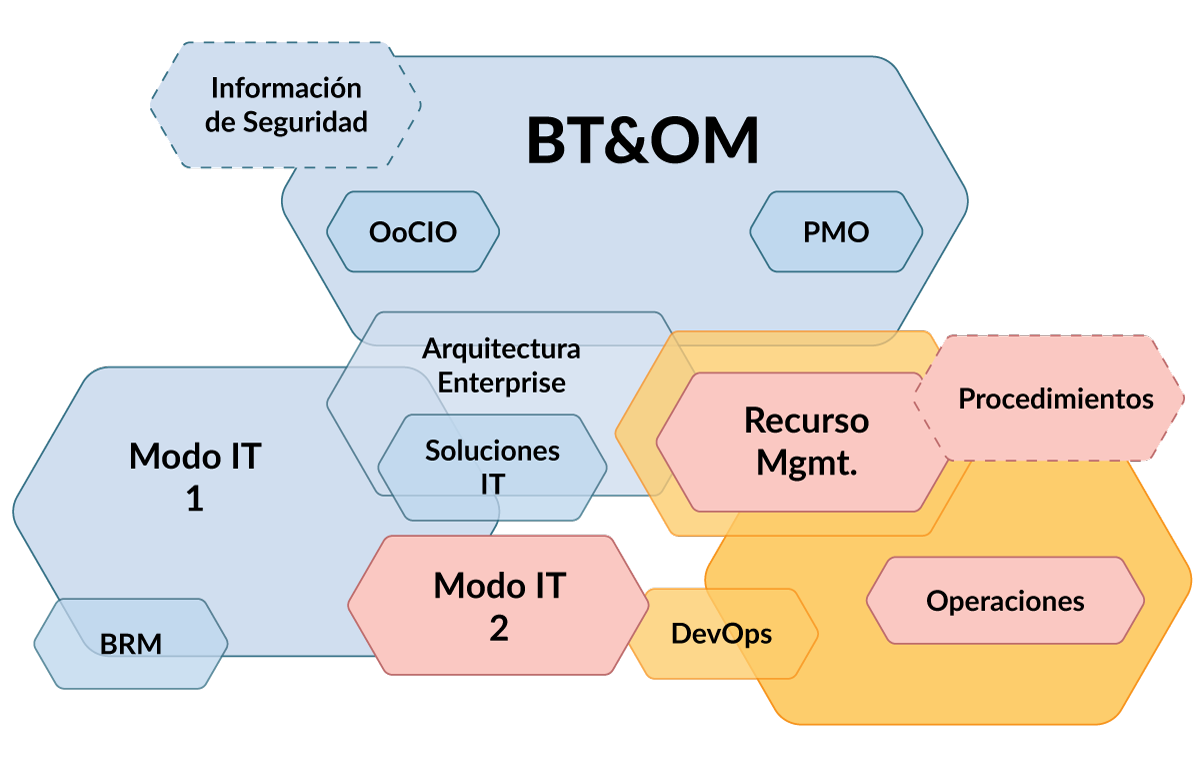 Información
de Seguridad
BT&OM
OoCIO
PMO
Arquitectura
Enterprise
Procedimientos
Recurso
Mgmt.
Modo IT
1
Soluciones
IT
Modo IT
2
Operaciones
DevOps
BRM